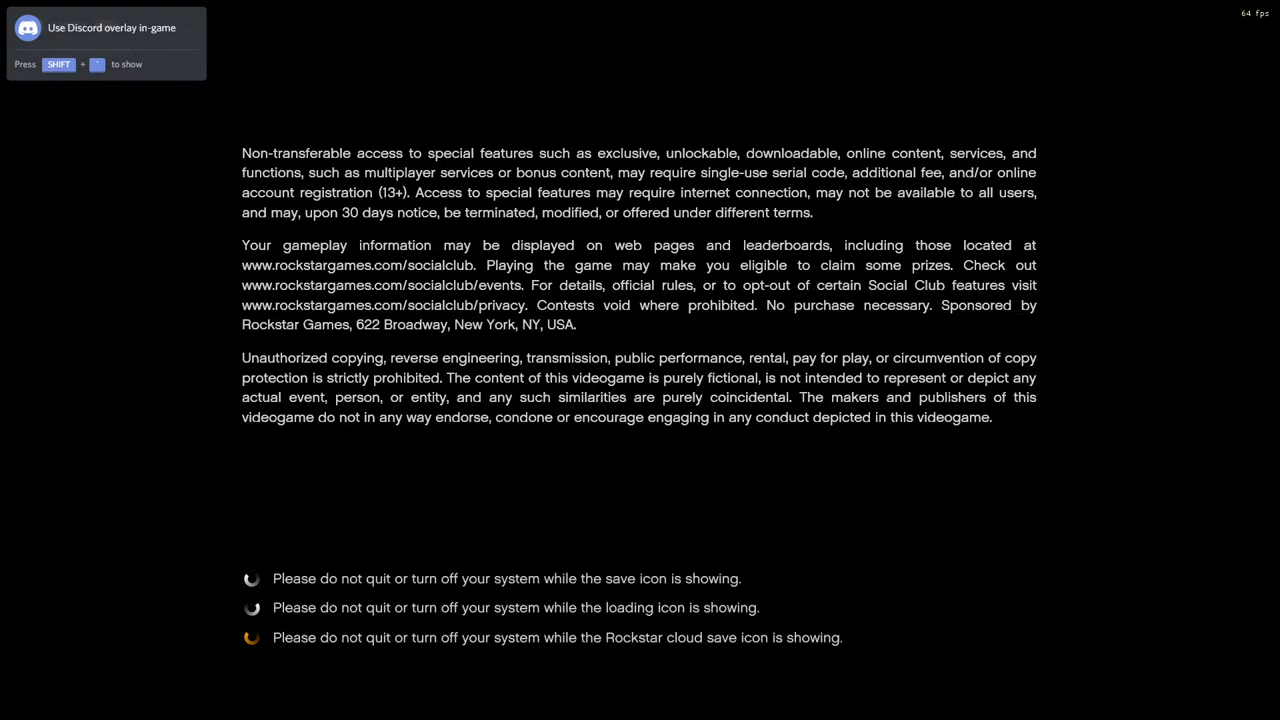 Use Discord overlay in-game
64 fps
Press SHIFT + ` to show
Non-transferable access to special features such as exclusive, unlockable, downloadable, online content, services, and
functions, such as multiplayer services or bonus content, may require single-use serial code, additional fee, and/or online
account registration (13+). Access to special features may require internet connection, may not be available to all users,
and may, upon 30 days notice, be terminated, modified, or offered under different terms.
Your gameplay information may be displayed on web pages and leaderboards, including those located at
www.rockstargames.com/socialclub. Playing the game may make you eligible to claim some prizes. Check out
www.rockstargames.com/socialclub/events. For details, official rules, or to opt-out of certain Social Club features visit
www.rockstargames.com/socialclub/privacy. Contests void where prohibited. No purchase necessary. Sponsored by
Rockstar Games, 622 Broadway, New York, NY, USA.
Unauthorized copying, reverse engineering, transmission, public performance, rental, pay for play, or circumvention of copy
protection is strictly prohibited. The content of this videogame is purely fictional, is not intended to represent or depict any
actual event, person, or entity, and any such similarities are purely coincidental. The makers and publishers of this
videogame do not in any way endorse, condone or encourage engaging in any conduct depicted in this videogame.
Please do not quit or turn off your system while the save icon is showing.
Please do not quit or turn off your system while the loading icon is showing.
Please do not quit or turn off your system while the Rockstar cloud save icon is showing.